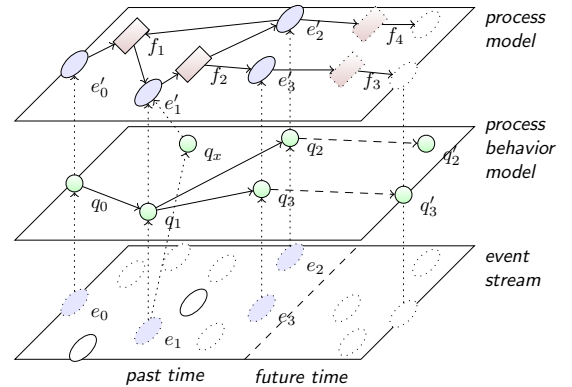 process
model
e′₂
f₄
f₁
e′₀
f₂
e′₃
f₃
e′₁
process
behavior
model
q₂
q′₂
qₓ
q₀
q₃
q′₃
q₁
event
stream
e₂
e₀
e₃
e₁
past time
future time